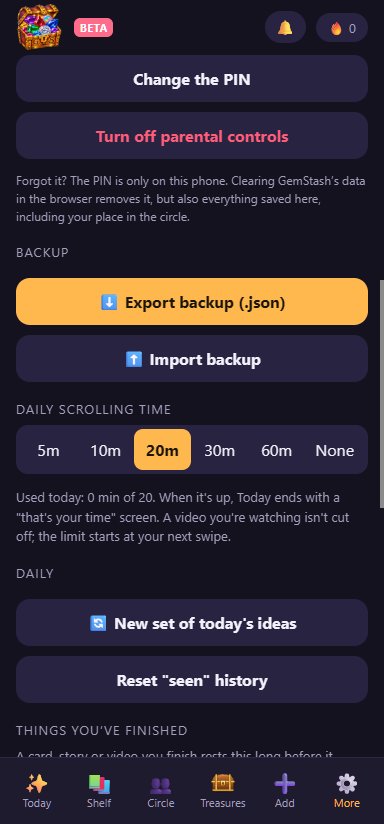 BETA
0
Change the PIN
Turn off parental controls
Forgot it? The PIN is only on this phone. Clearing GemStash's data
in the browser removes it, but also everything saved here,
including your place in the circle.
BACKUP
Export backup (.json)
Import backup
DAILY SCROLLING TIME
5m 10m 20m 30m 60m None
Used today: 0 min of 20. When it's up, Today ends with a
"that's your time" screen. A video you're watching isn't cut
off; the limit starts at your next swipe.
DAILY
New set of today's ideas
Reset "seen" history
THINGS YOU'VE FINISHED
A card, story or video you finish rests this long before it
Today Shelf Circle Treasures Add More